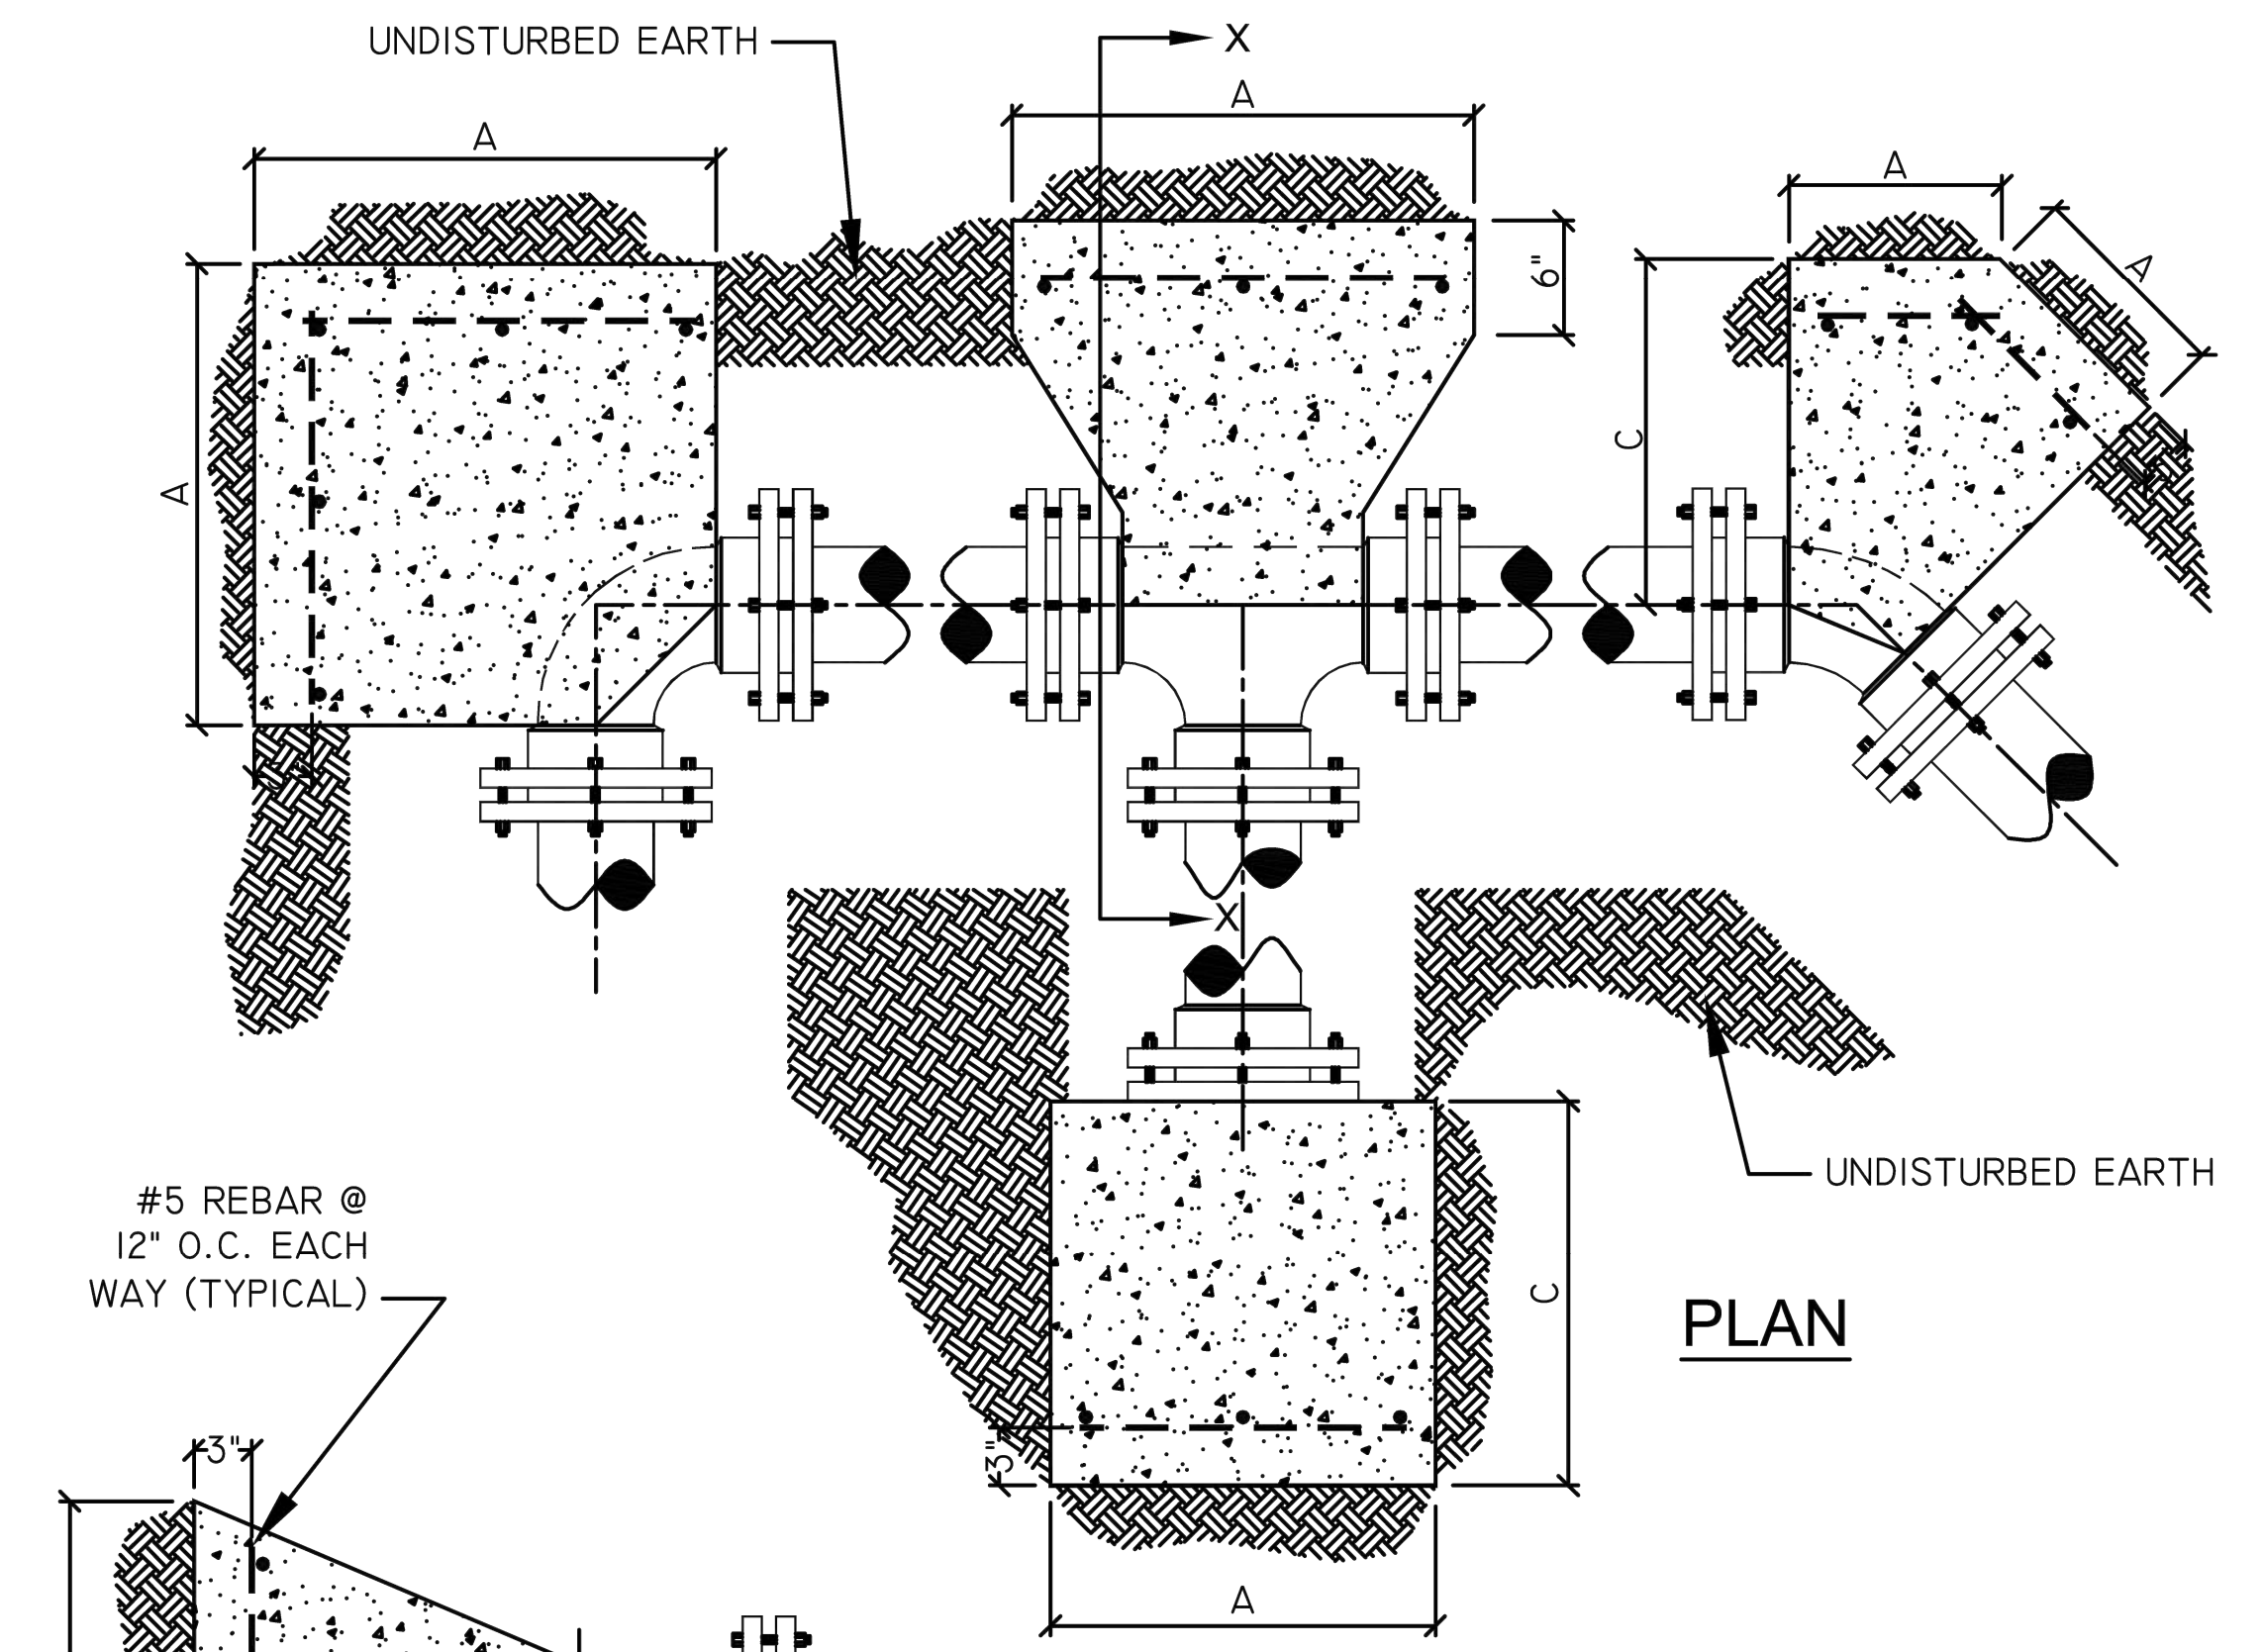 UNDISTURBED EARTH
X
A
A
A
A
6"
A
C
X
UNDISTURBED EARTH
#5 REBAR @
12" O.C. EACH
WAY (TYPICAL)
C
PLAN
3"
3"
A